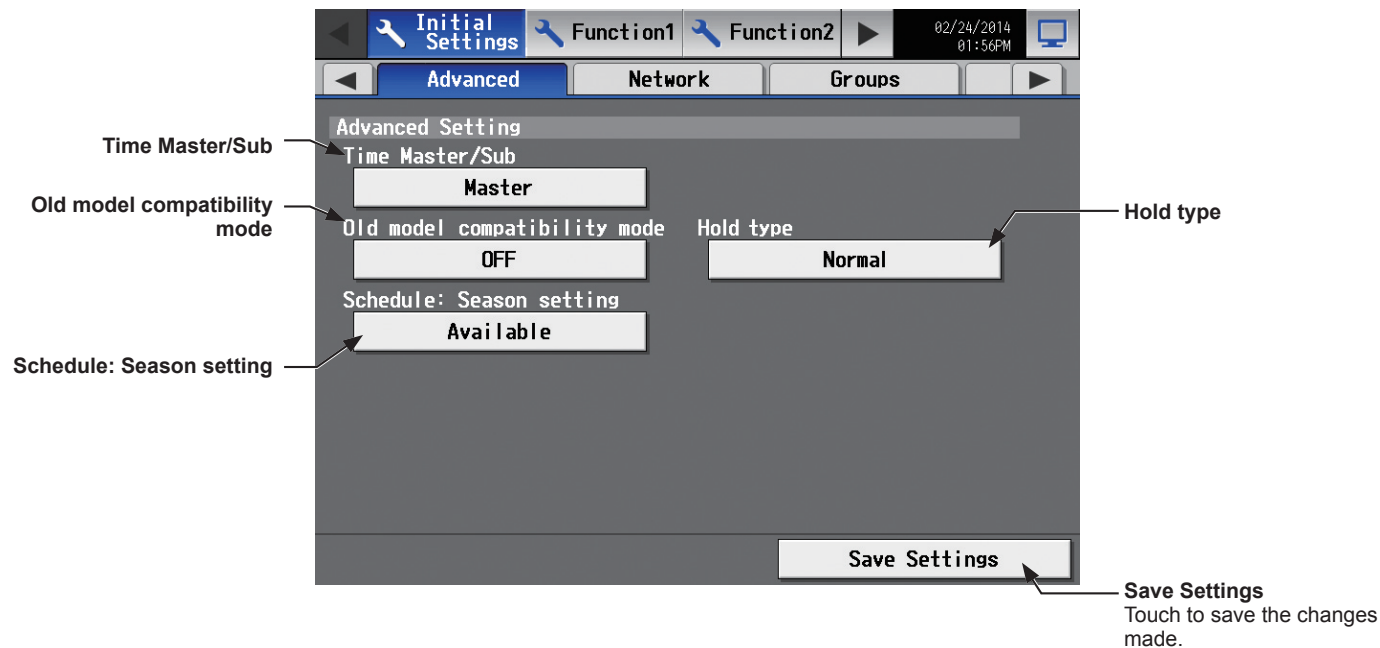 Initial
Settings
Function1
Function2
02/24/2014
01:56PM
Advanced
Network
Groups
Advanced Setting
Time Master/Sub
Time Master/Sub
Master
Old model compatibility
mode
Old model compatibility mode
Hold type
Hold type
OFF
Normal
Schedule: Season setting
Available
Schedule: Season setting
Save Settings
Save Settings
Touch to save the changes
made.